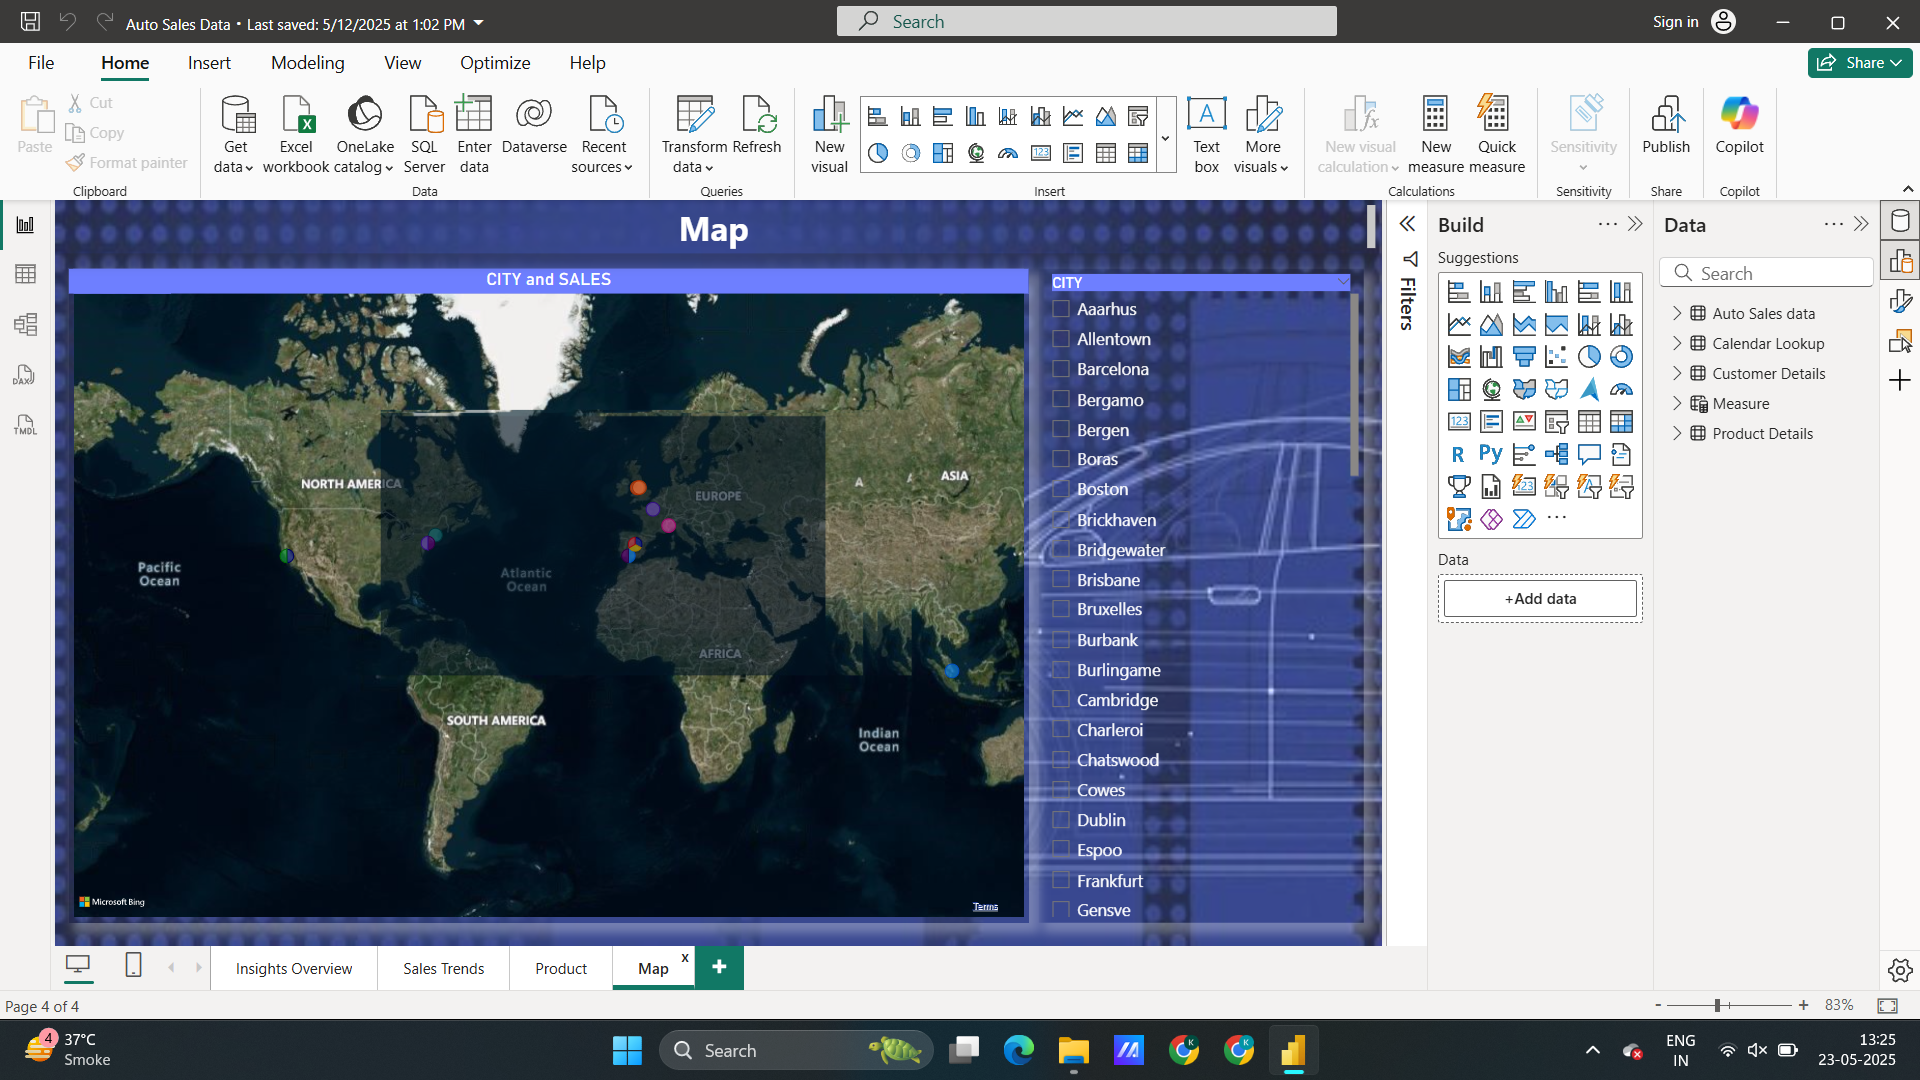 Auto Sales Data • Last saved: 5/12/2025 at 1:02 PM
Search
Sign in
File Home Insert Modeling View Optimize Help
Share
Paste
Cut
Copy
Format painter
Clipboard
Get data
Excel workbook
OneLake catalog
SQL Server
Enter data
Dataverse
Recent sources
Data
Transform data
Refresh
Queries
New visual
Text box
More visuals
Insert
New visual calculation
New measure
Quick measure
Calculations
Sensitivity
Sensitivity
Publish
Share
Copilot
Copilot
DAX
TMDL
Map
CITY and SALES
NORTH AMERICA
EUROPE
A
A
ASIA
Pacific
Ocean
Atlantic
Ocean
AFRICA
SOUTH AMERICA
Indian
Ocean
Microsoft Bing
Terms
CITY
Aaarhus
Allentown
Barcelona
Bergamo
Bergen
Boras
Boston
Brickhaven
Bridgewater
Brisbane
Bruxelles
Burbank
Burlingame
Cambridge
Charleroi
Chatswood
Cowes
Dublin
Espoo
Frankfurt
Gensve
Filters
Build
Suggestions
123
R Py
123
Data
+Add data
Data
Search
Auto Sales data
Calendar Lookup
Customer Details
Measure
Product Details
Insights Overview
Sales Trends
Product
Map
x
+
Page 4 of 4
- + 83%
4
37°C
Smoke
Search
K
K
ENG
IN
13:25
23-05-2025